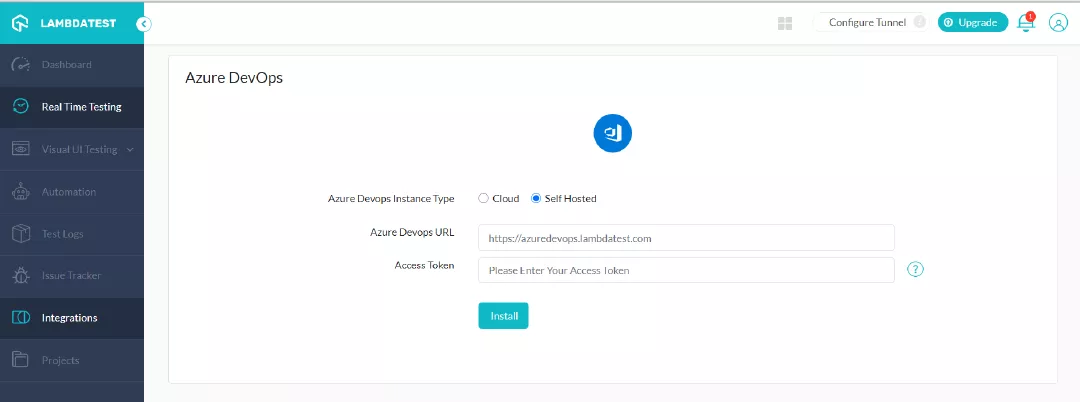 LAMBDATEST
Configure Tunnel i
Upgrade
1
Dashboard
Real Time Testing
Visual UI Testing
Automation
Test Logs
Issue Tracker
Integrations
Projects
Azure DevOps
Azure Devops Instance Type
Cloud
Self Hosted
Azure Devops URL
https://azuredevops.lambdatest.com
Access Token
Please Enter Your Access Token
?
Install